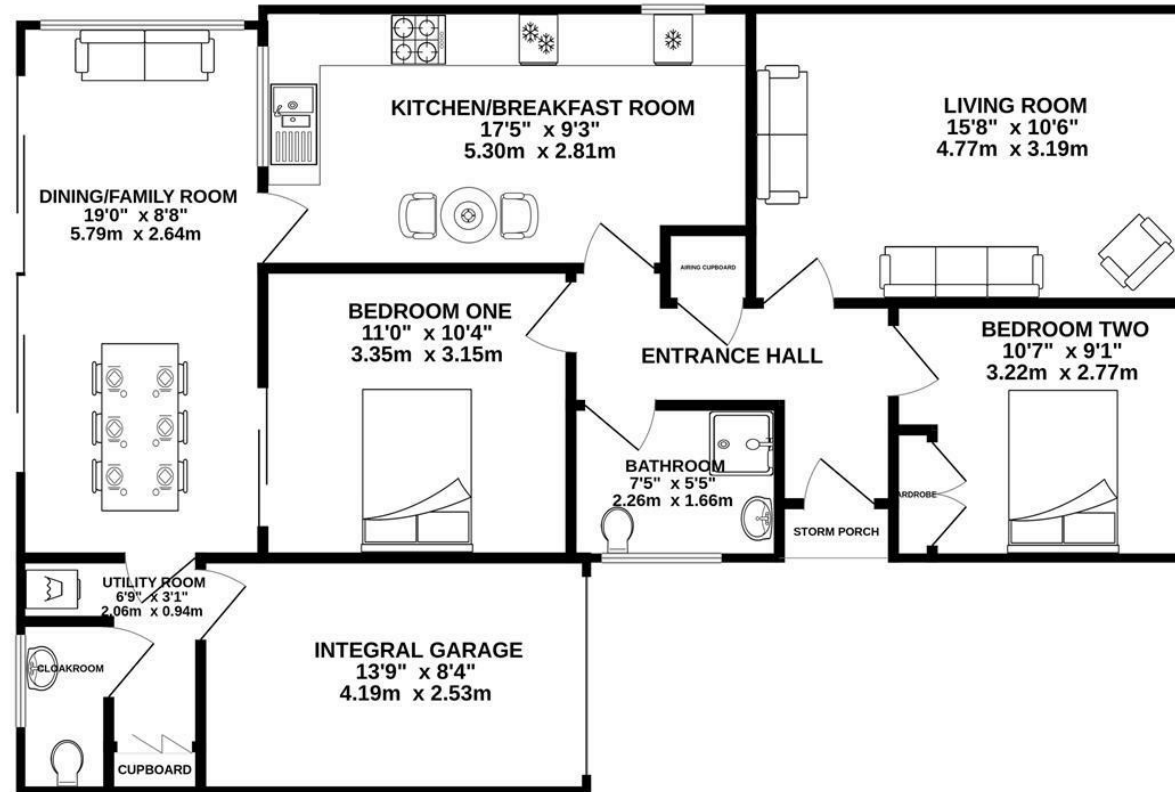 KITCHEN/BREAKFAST ROOM
17'5" x 9'3"
5.30m x 2.81m
LIVING ROOM
15'8" x 10'6"
4.77m x 3.19m
DINING/FAMILY ROOM
19'0" x 8'8"
5.79m x 2.64m
AIRING CUPBOARD
BEDROOM ONE
11'0" x 10'4"
3.35m x 3.15m
ENTRANCE HALL
BEDROOM TWO
10'7" x 9'1"
3.22m x 2.77m
BATHROOM
7'5" x 5'5"
2.26m x 1.66m
ARDROBE
STORM PORCH
UTILITY ROOM
6'9" x 3'1"
2.06m x 0.94m
CLOAKROOM
INTEGRAL GARAGE
13'9" x 8'4"
4.19m x 2.53m
CUPBOARD